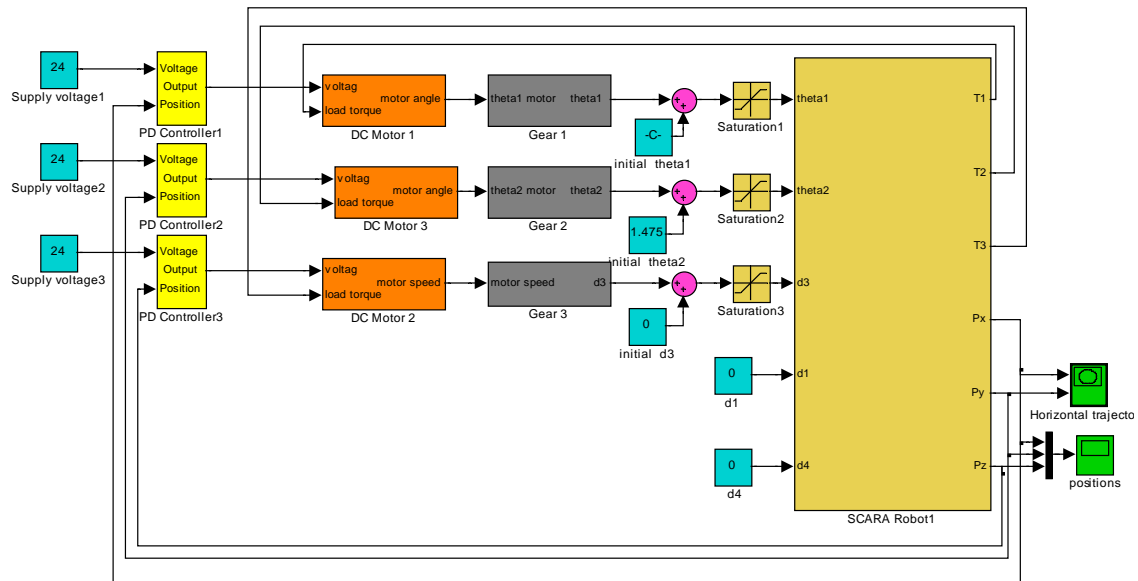 24
Supply voltage1
Voltage
Output
Position
PD Controller1
voltag
load torque
motor angle
DC Motor 1
theta1 motor
theta1
Gear 1
-C-
initial theta1
Saturation1
theta1
T1
24
Supply voltage2
Voltage
Output
Position
PD Controller2
voltag
load torque
motor angle
DC Motor 3
theta2 motor
theta2
Gear 2
1.475
initial theta2
Saturation2
theta2
T2
24
Supply voltage3
Voltage
Output
Position
PD Controller3
voltag
load torque
motor speed
DC Motor 2
motor speed
d3
Gear 3
0
initial d3
Saturation3
d3
T3
Px
0
d1
d1
Py
Horizontal trajecto
0
d4
d4
Pz
positions
SCARA Robot1